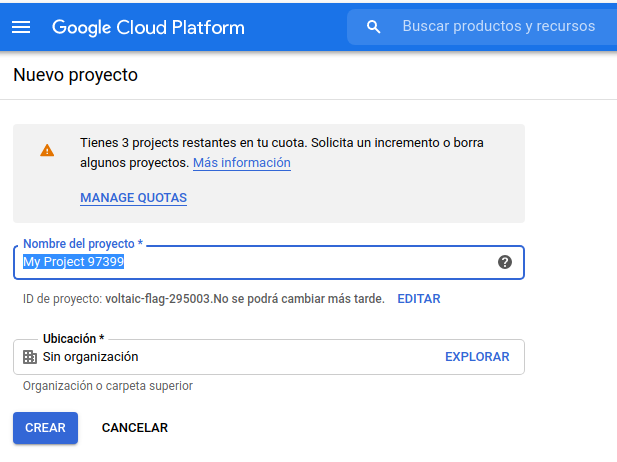 Google Cloud Platform
Buscar productos y recursos
Nuevo proyecto
Tienes 3 projects restantes en tu cuota. Solicita un incremento o borra
algunos proyectos. Más información
MANAGE QUOTAS
Nombre del proyecto *
My Project 97399
ID de proyecto: voltaic-flag-295003.No se podrá cambiar más tarde. EDITAR
Ubicación *
Sin organización EXPLORAR
Organización o carpeta superior
CREAR CANCELAR